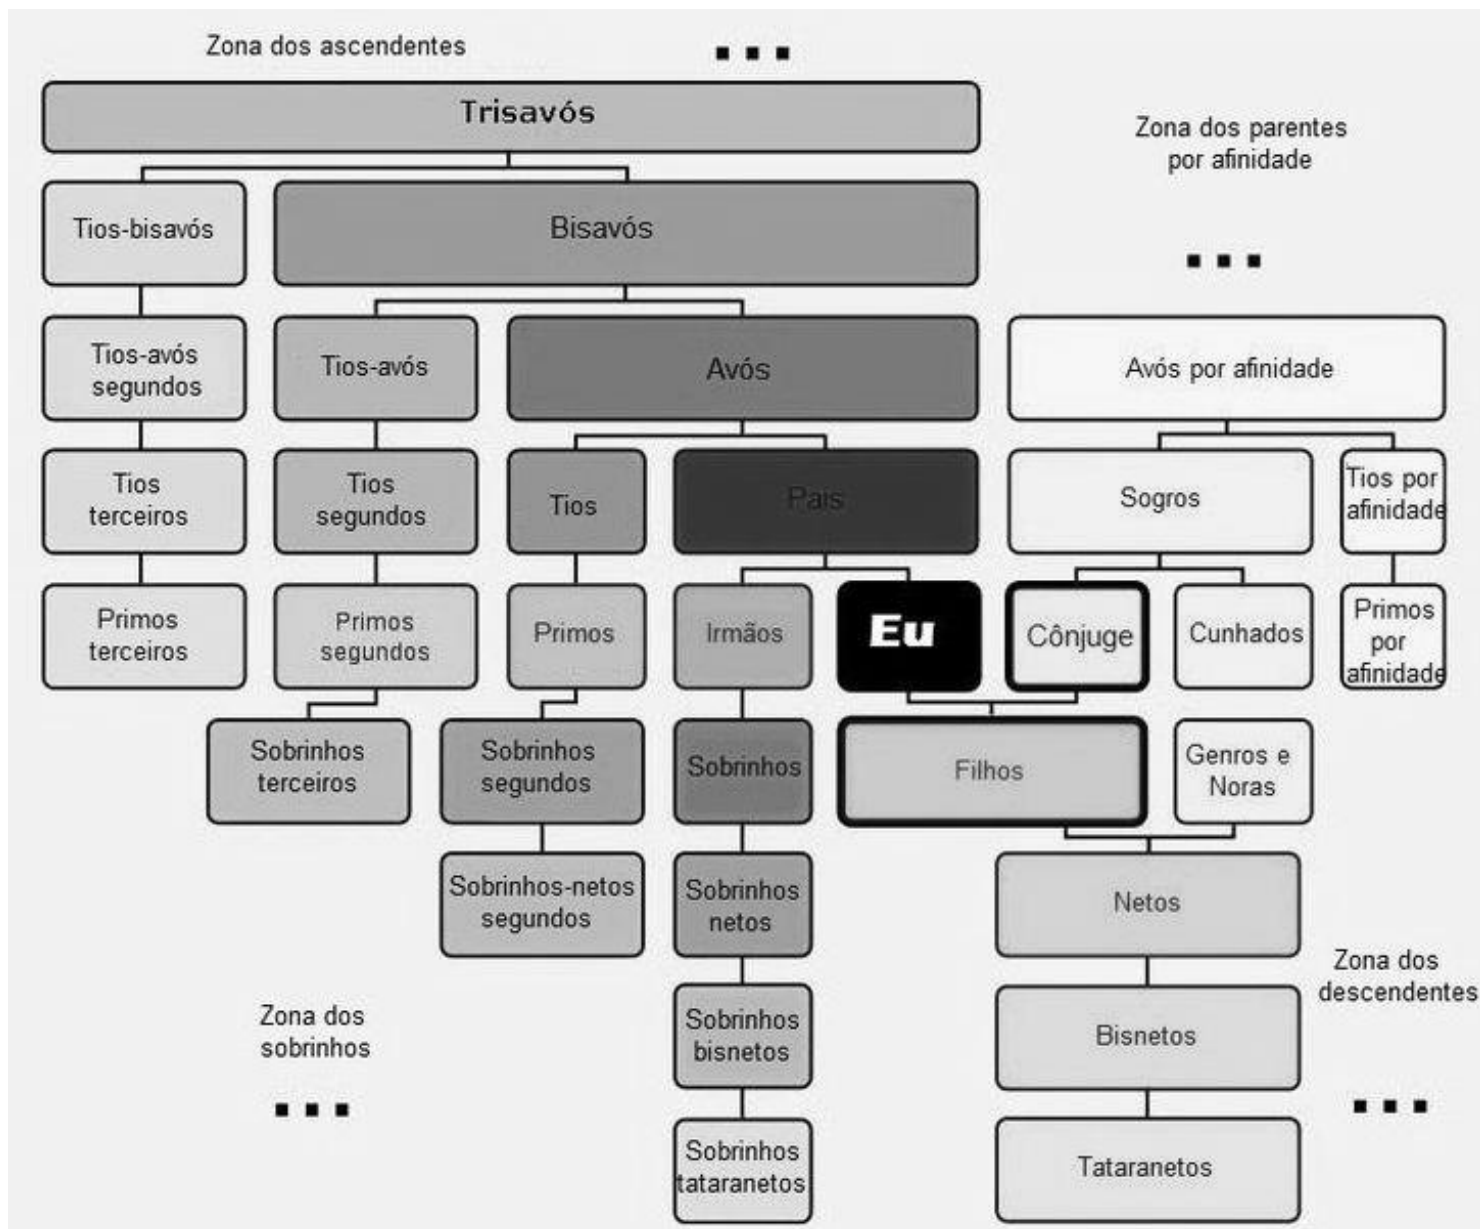 Zona dos ascendentes
Trisavós
Zona dos parentes
por afinidade
Tios-bisavós
Bisavós
Tios-avós
segundos
Tios-avós
Avós
Avós por afinidade
Tios
terceiros
Tios
segundos
Tios
Pais
Sogros
Tios por
afinidade
Primos
terceiros
Primos
segundos
Primos
Irmãos
Eu
Cônjuge
Cunhados
Primos
por
afinidade
Sobrinhos
terceiros
Sobrinhos
segundos
Sobrinhos
Filhos
Genros e
Noras
Sobrinhos-netos
segundos
Sobrinhos
netos
Netos
Zona dos
descendentes
Zona dos
sobrinhos
Sobrinhos
bisnetos
Bisnetos
Sobrinhos
tataranetos
Tataranetos